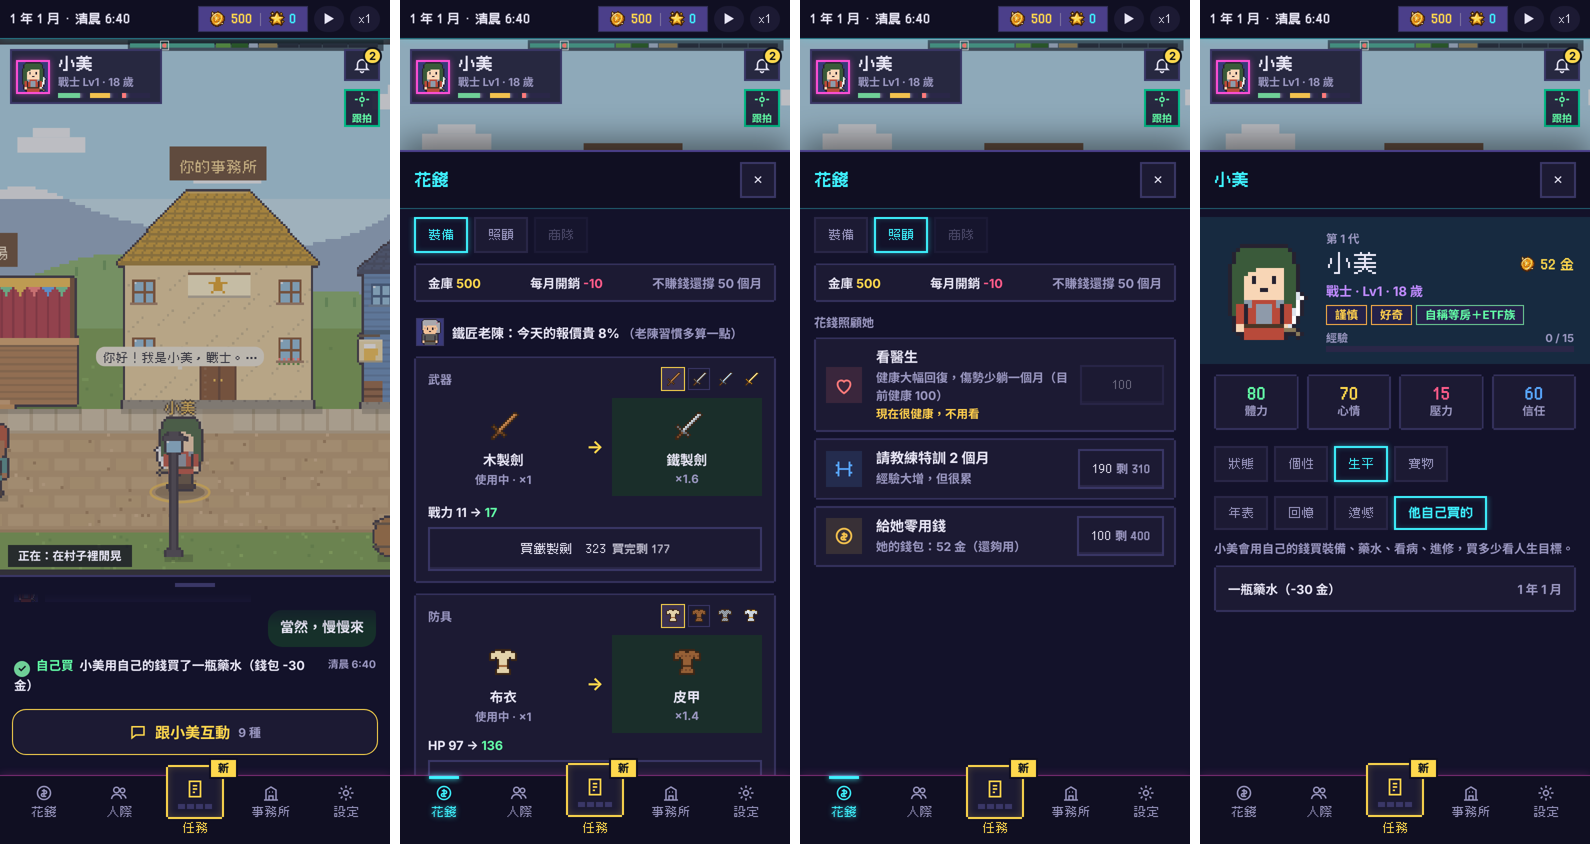 1 年 1 月 · 清晨 6:40
500
0
x1
小美
戰士 Lv1 · 18 歲
2
跟拍
你的事務所
易
你好！我是小美，戰士。···
小美
正在：在村子裡閒晃
當然，慢慢來
自己買 小美用自己的錢買了一瓶藥水（錢包 -30 金）
清晨 6:40
跟小美互動 9 種
花錢
人際
新
任務
事務所
設定
1 年 1 月 · 清晨 6:40
500
0
x1
小美
戰士 Lv1 · 18 歲
2
跟拍
花錢
×
裝備
照顧
商隊
金庫 500
每月開銷 -10
不賺錢還撐 50 個月
鐵匠老陳：今天的報價貴 8%（老陳習慣多算一點）
武器
木製劍
使用中 · ×1
鐵製劍
×1.6
戰力 11 → 17
買鐵製劍 323 買完剩 177
防具
布衣
使用中 · ×1
皮甲
×1.4
HP 97 → 136
花錢
人際
新
任務
事務所
設定
1 年 1 月 · 清晨 6:40
500
0
x1
小美
戰士 Lv1 · 18 歲
2
跟拍
花錢
×
裝備
照顧
商隊
金庫 500
每月開銷 -10
不賺錢還撐 50 個月
花錢照顧她
看醫生
健康大幅回復，傷勢少躺一個月（目前健康 100）
現在很健康，不用看
100
請教練特訓 2 個月
經驗大增，但很累
190 剩 310
給她零用錢
她的錢包：52 金（還夠用）
100 剩 400
花錢
人際
新
任務
事務所
設定
1 年 1 月 · 清晨 6:40
500
0
x1
小美
戰士 Lv1 · 18 歲
2
跟拍
小美
×
第 1 代
小美
52 金
戰士 · Lv1 · 18 歲
謹慎
好奇
自稱等房＋ETF族
經驗
0 / 15
80
體力
70
心情
15
壓力
60
信任
狀態
個性
生平
寶物
年表
回憶
遺憾
他自己買的
小美會用自己的錢買裝備、藥水、看病、進修，買多少看人生目標。
一瓶藥水（-30 金）
1 年 1 月
花錢
人際
新
任務
事務所
設定